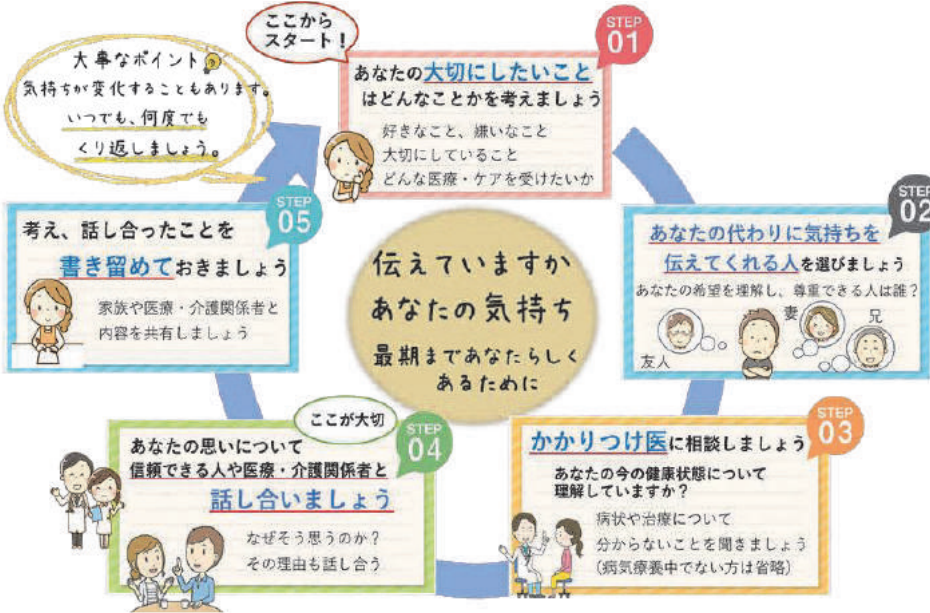 ここから
スタート！
大事なポイント
気持ちが変化することもあります。
いつでも、何度でも
くり返しましょう。
STEP
01
あなたの大切にしたいこと
はどんなことかを考えましょう
好きなこと、嫌いなこと
大切にしていること
どんな医療・ケアを受けたいか
STEP
02
あなたの代わりに気持ちを
伝えてくれる人を選びましょう
あなたの希望を理解し、尊重できる人は誰？
友人
妻
兄
STEP
03
かかりつけ医に相談しましょう
あなたの今の健康状態について
理解していますか？
病状や治療について
分からないことを聞きましょう
(病気療養中でない方は省略)
ここが大切
STEP
04
あなたの思いについて
信頼できる人や医療・介護関係者と
話し合いましょう
なぜそう思うのか？
その理由も話し合う
STEP
05
考え、話し合ったことを
書き留めておきましょう
家族や医療・介護関係者と
内容を共有しましょう
伝えていますか
あなたの気持ち
最期まであなたらしく
あるために